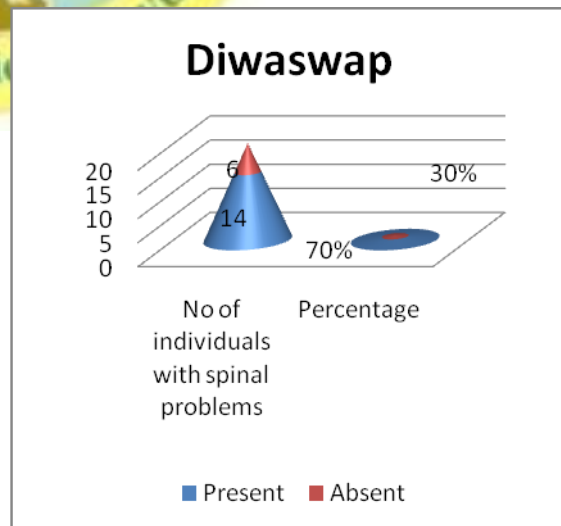 Diwaswap
20
15
10
5
0
6
14
30%
70%
No of
individuals
with spinal
problems
Percentage
Present
Absent